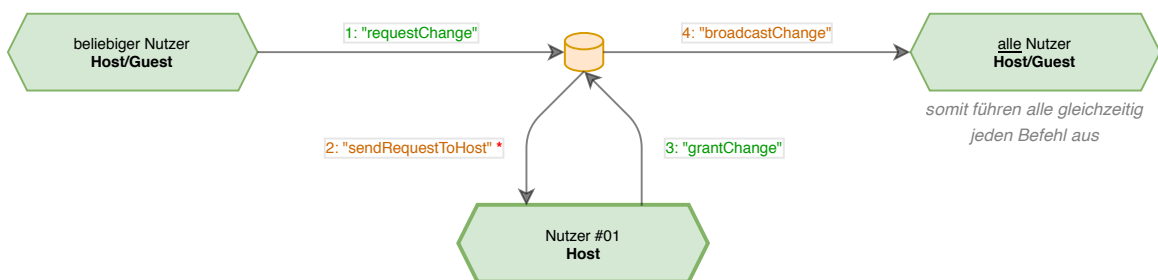 1: "requestChange"
4: "broadcastChange"
beliebiger Nutzer
Host/Guest
alle Nutzer
Host/Guest
somit führen alle gleichzeitig
jeden Befehl aus
2: "sendRequestToHost" *
3: "grantChange"
Nutzer #01
Host